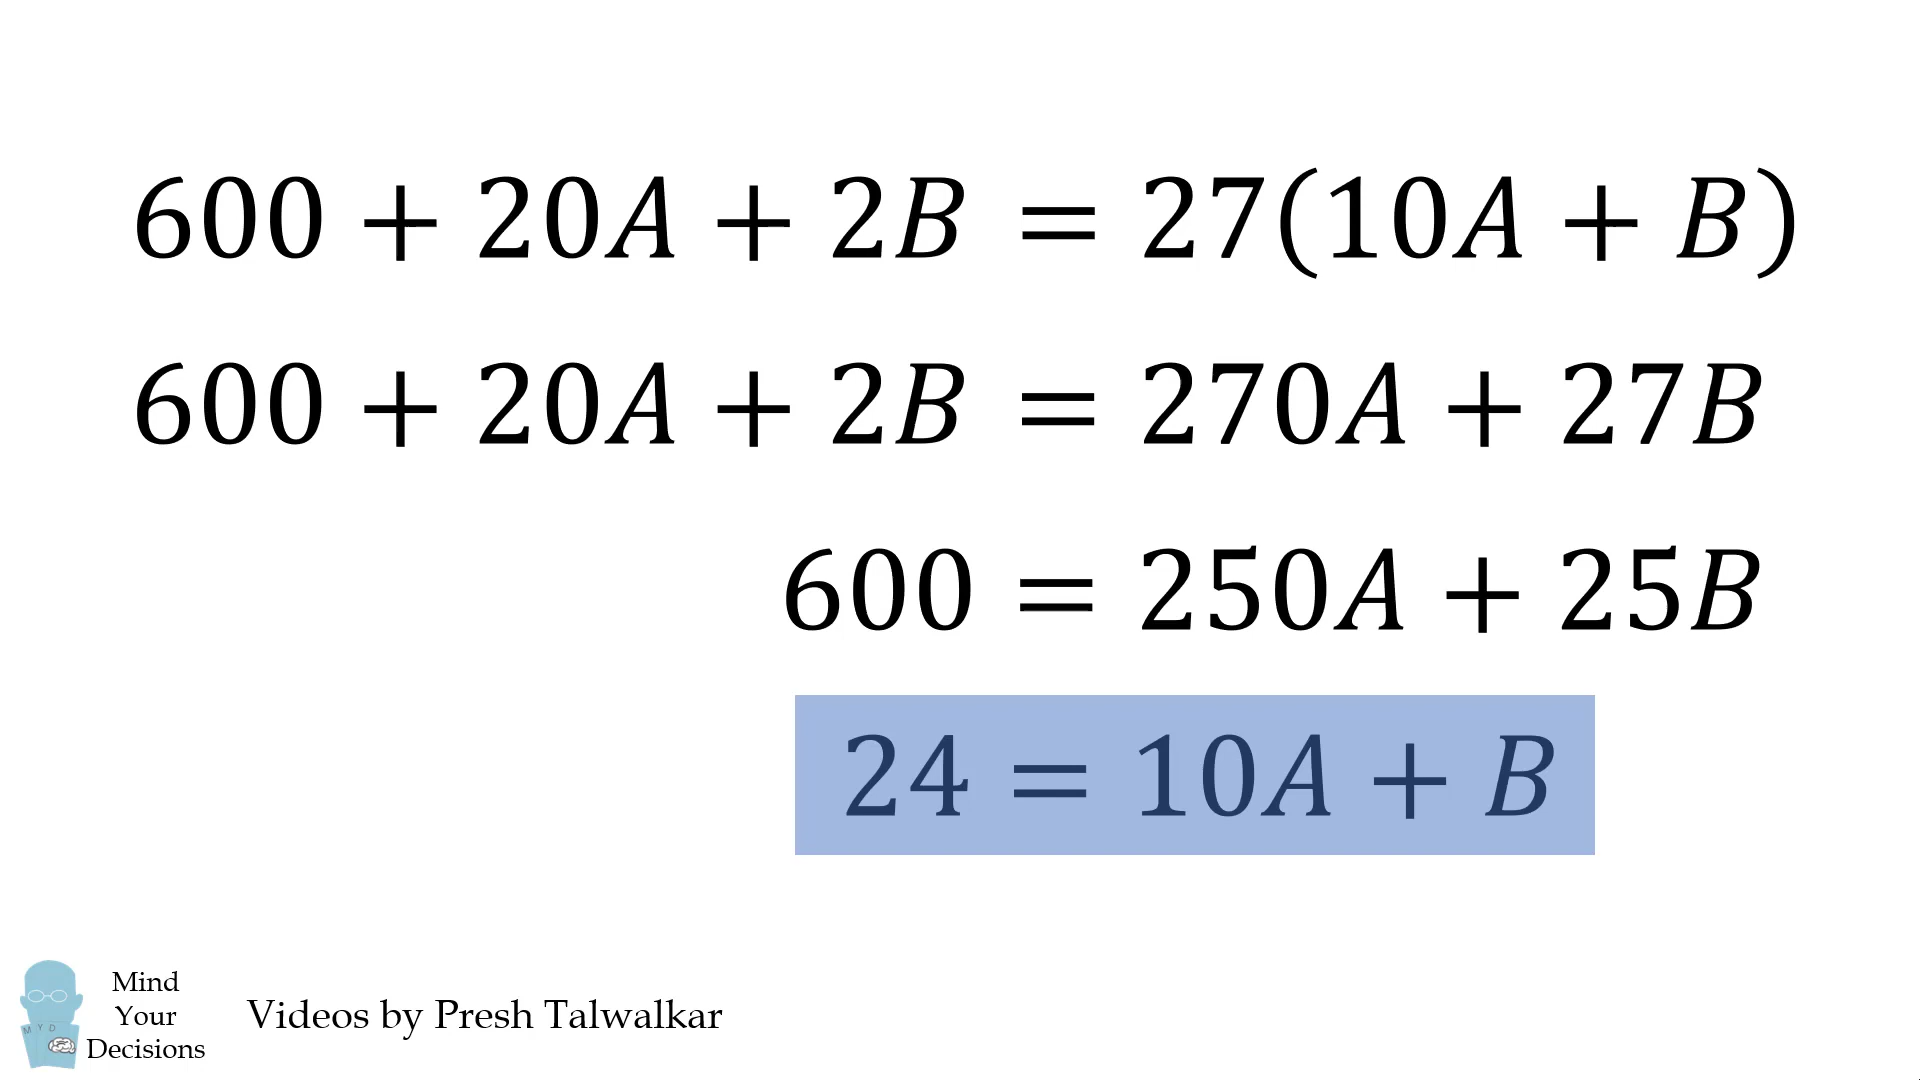 600 + 20A + 2B = 27(10A + B)
600 + 20A + 2B = 270A + 27B
600 = 250A + 25B
24 = 10A + B
M Y D
Mind
Your
Decisions
Videos by Presh Talwalkar